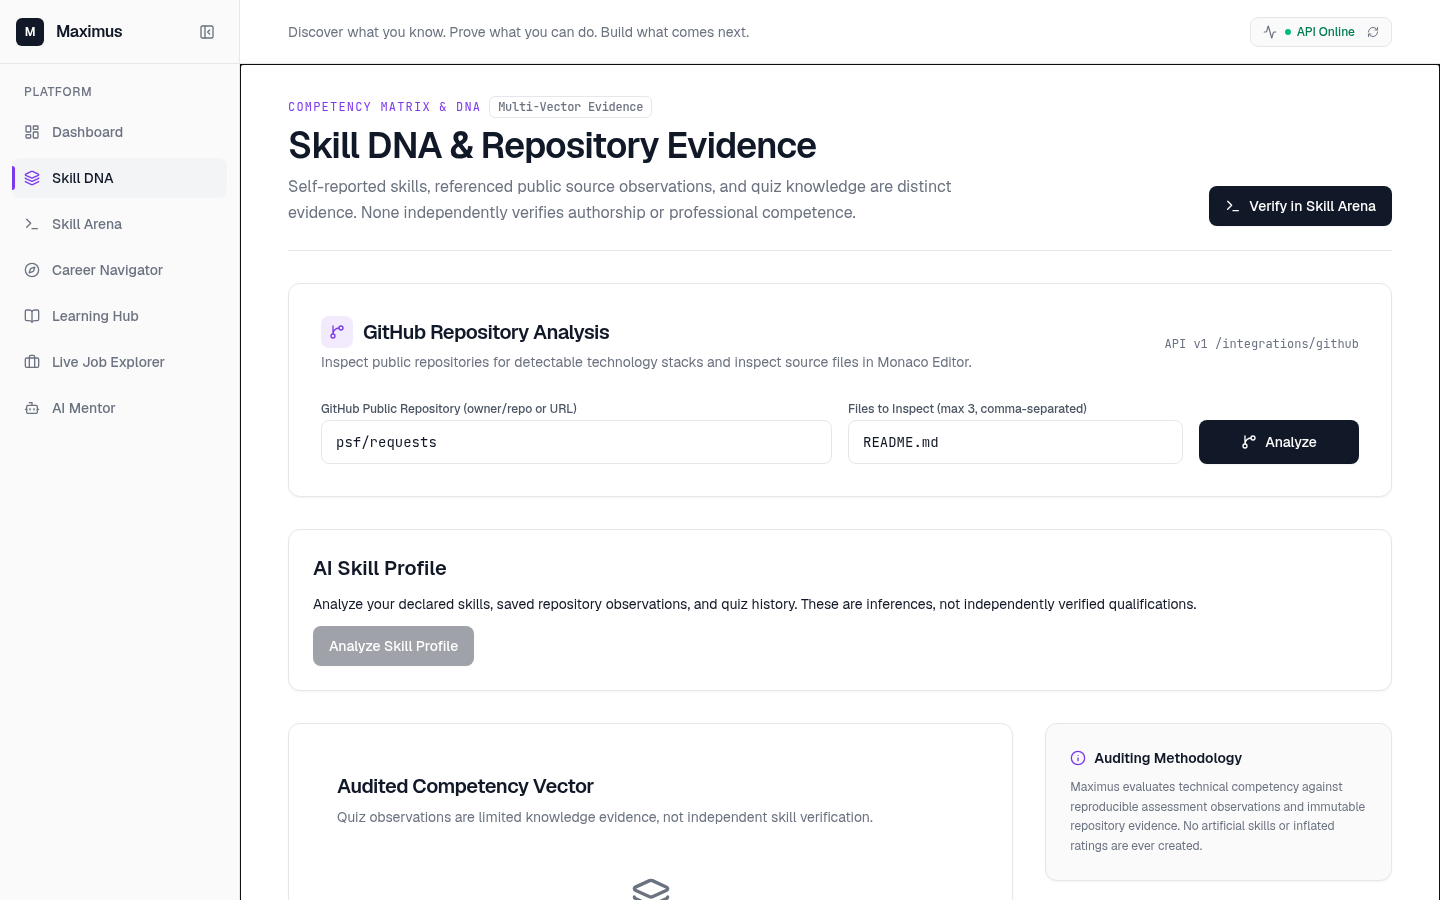 M Maximus
Discover what you know. Prove what you can do. Build what comes next.
API Online
PLATFORM
Dashboard
Skill DNA
Skill Arena
Career Navigator
Learning Hub
Live Job Explorer
AI Mentor
COMPETENCY MATRIX & DNA
Multi-Vector Evidence
Skill DNA & Repository Evidence
Self-reported skills, referenced public source observations, and quiz knowledge are distinct
evidence. None independently verifies authorship or professional competence.
Verify in Skill Arena
GitHub Repository Analysis
Inspect public repositories for detectable technology stacks and inspect source files in Monaco Editor.
API v1 /integrations/github
GitHub Public Repository (owner/repo or URL)
psf/requests
Files to Inspect (max 3, comma-separated)
README.md
Analyze
AI Skill Profile
Analyze your declared skills, saved repository observations, and quiz history. These are inferences, not independently verified qualifications.
Analyze Skill Profile
Audited Competency Vector
Quiz observations are limited knowledge evidence, not independent skill verification.
Auditing Methodology
Maximus evaluates technical competency against
reproducible assessment observations and immutable
repository evidence. No artificial skills or inflated
ratings are ever created.